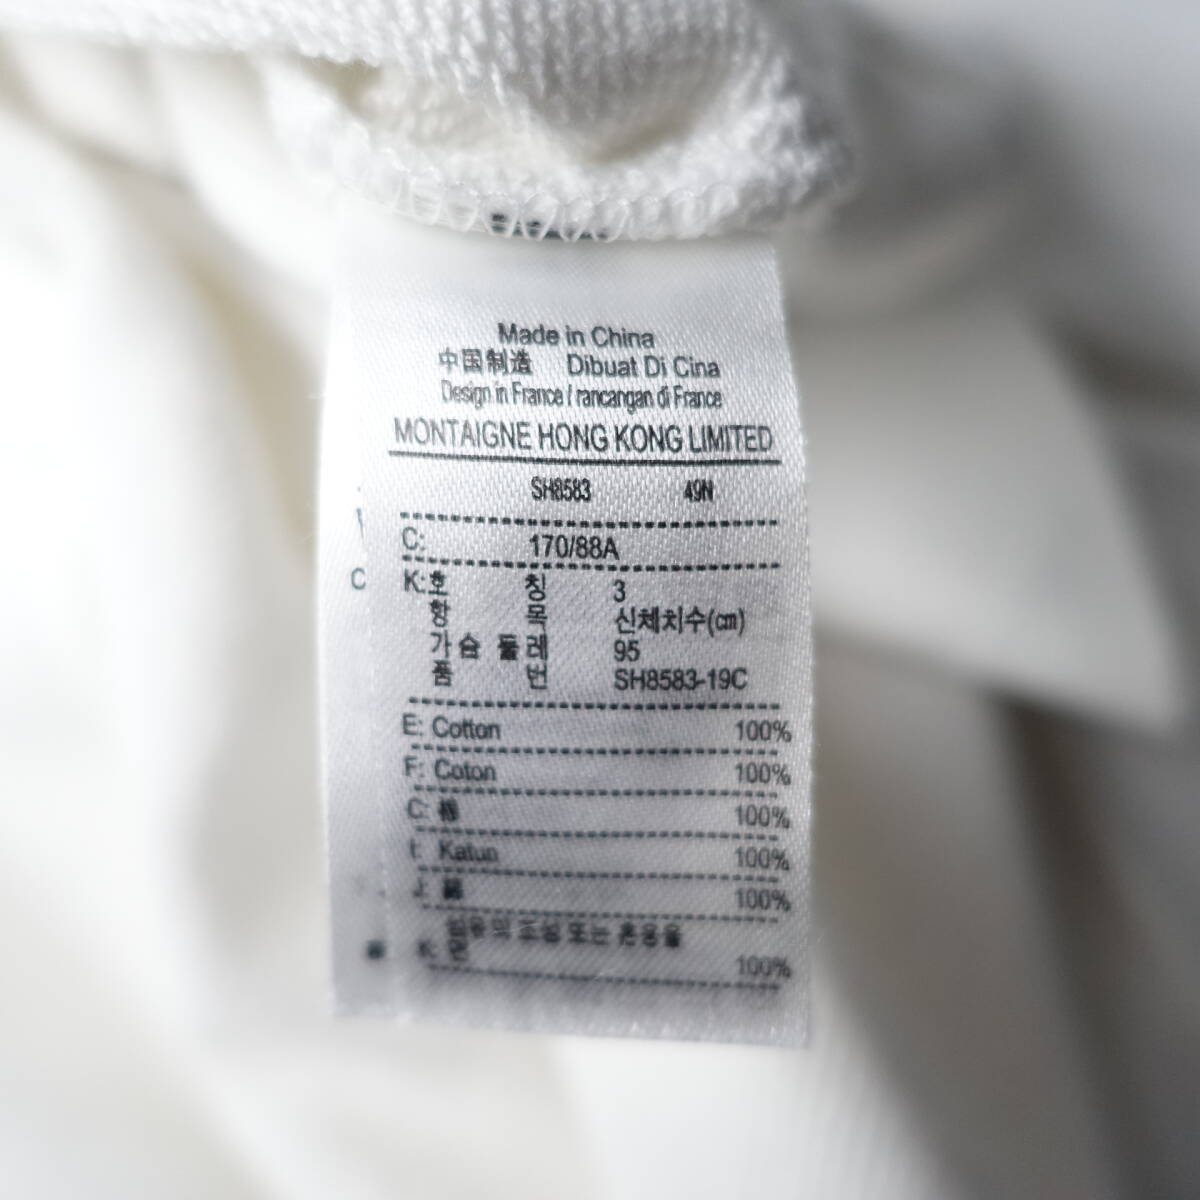 Made in China
中国制造 Dibuat Di Cina
Design in France / rancangan di France
MONTAIGNE HONG KONG LIMITED
SH8583 49N
C: 170/88A
K:호 칭 3
항 목 신체치수(㎝)
가슴 둘레 95
품 번 SH8583-19C
E: Cotton 100%
F: Coton 100%
C: 棉 100%
I: Katun 100%
J: 綿 100%
100%